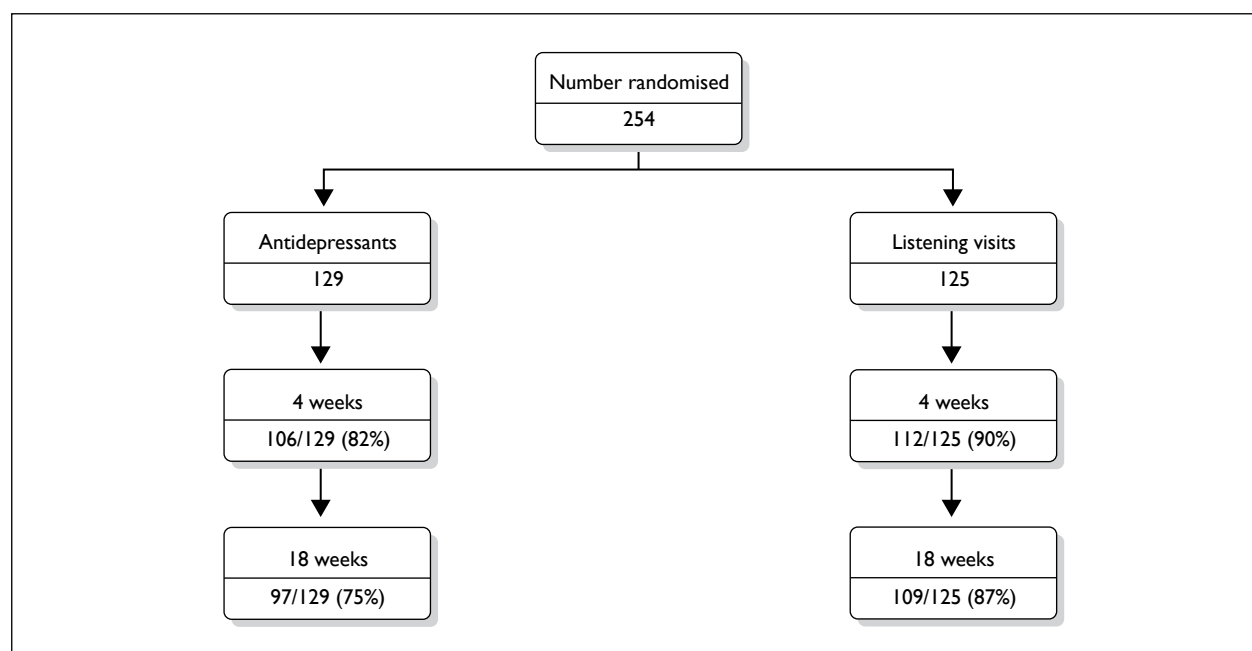 Number randomised
254
Antidepressants
129
Listening visits
125
4 weeks
106/129 (82%)
4 weeks
112/125 (90%)
18 weeks
97/129 (75%)
18 weeks
109/125 (87%)